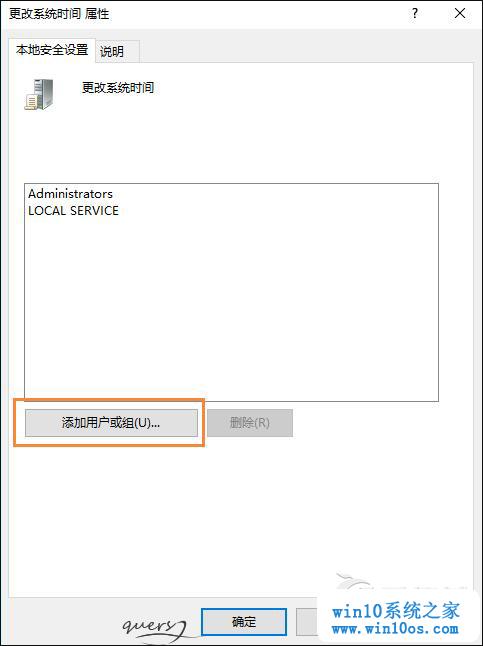 更改系统时间 属性
?
本地安全设置
说明
更改系统时间
Administrators
LOCAL SERVICE
添加用户或组(U)...
删除(R)
确定
win10系统之家
www.win10os.com